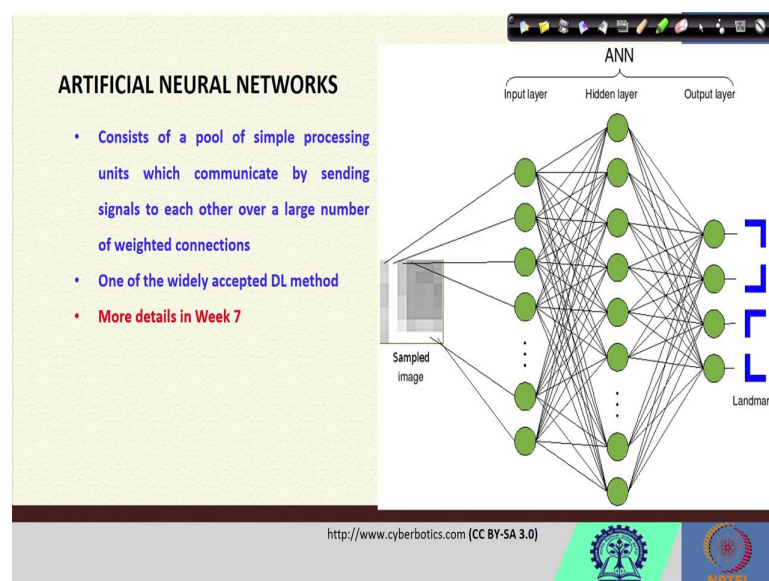 ARTIFICIAL NEURAL NETWORKS
• Consists of a pool of simple processing
units which communicate by sending
signals to each other over a large number
of weighted connections
• One of the widely accepted DL method
• More details in Week 7
ANN
Input layer Hidden layer Output layer
Sampled
image
Landmar
http://www.cyberbotics.com (CC BY-SA 3.0)
NPTEL